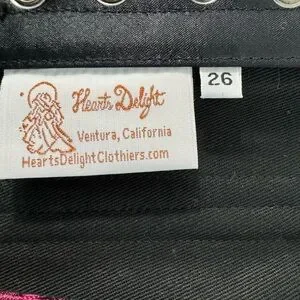 Hearts Delight
26
Ventura, California
HeartsDelightClothiers.com